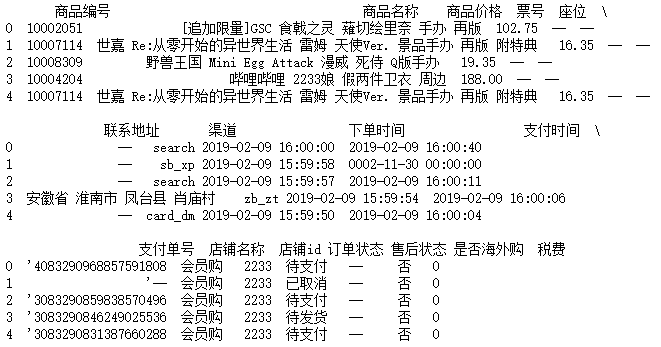 商品编号 商品名称 商品价格 票号 座位 \
0 10002051 [追加限量]GSC 食戟之灵 薙切绘里奈 手办 再版 102.75 — —
1 10007114 世嘉 Re:从零开始的异世界生活 雷姆 天使Ver. 景品手办 再版 附特典 16.35 — —
2 10008309 野兽王国 Mini Egg Attack 漫威 死侍 Q版手办 19.35 — —
3 10004204 哔哩哔哩 2233娘 假两件卫衣 周边 188.00 — —
4 10007114 世嘉 Re:从零开始的异世界生活 雷姆 天使Ver. 景品手办 再版 附特典 16.35 — —
联系地址 渠道 下单时间 支付时间 \
0 — search 2019-02-09 16:00:00 2019-02-09 16:00:40
1 — sb_xp 2019-02-09 15:59:58 0002-11-30 00:00:00
2 — search 2019-02-09 15:59:57 2019-02-09 16:00:11
3 安徽省 淮南市 凤台县 肖庙村 zb_zt 2019-02-09 15:59:54 2019-02-09 16:00:06
4 — card_dm 2019-02-09 15:59:50 2019-02-09 16:00:04
支付单号 店铺名称 店铺id 订单状态 售后状态 是否海外购 税费
0 '4083290968857591808 会员购 2233 待支付 — 否 0
1 '— 会员购 2233 已取消 — 否 0
2 '3083290859838570496 会员购 2233 待支付 — 否 0
3 '3083290846249025536 会员购 2233 待发货 — 否 0
4 '3083290831387660288 会员购 2233 待支付 — 否 0